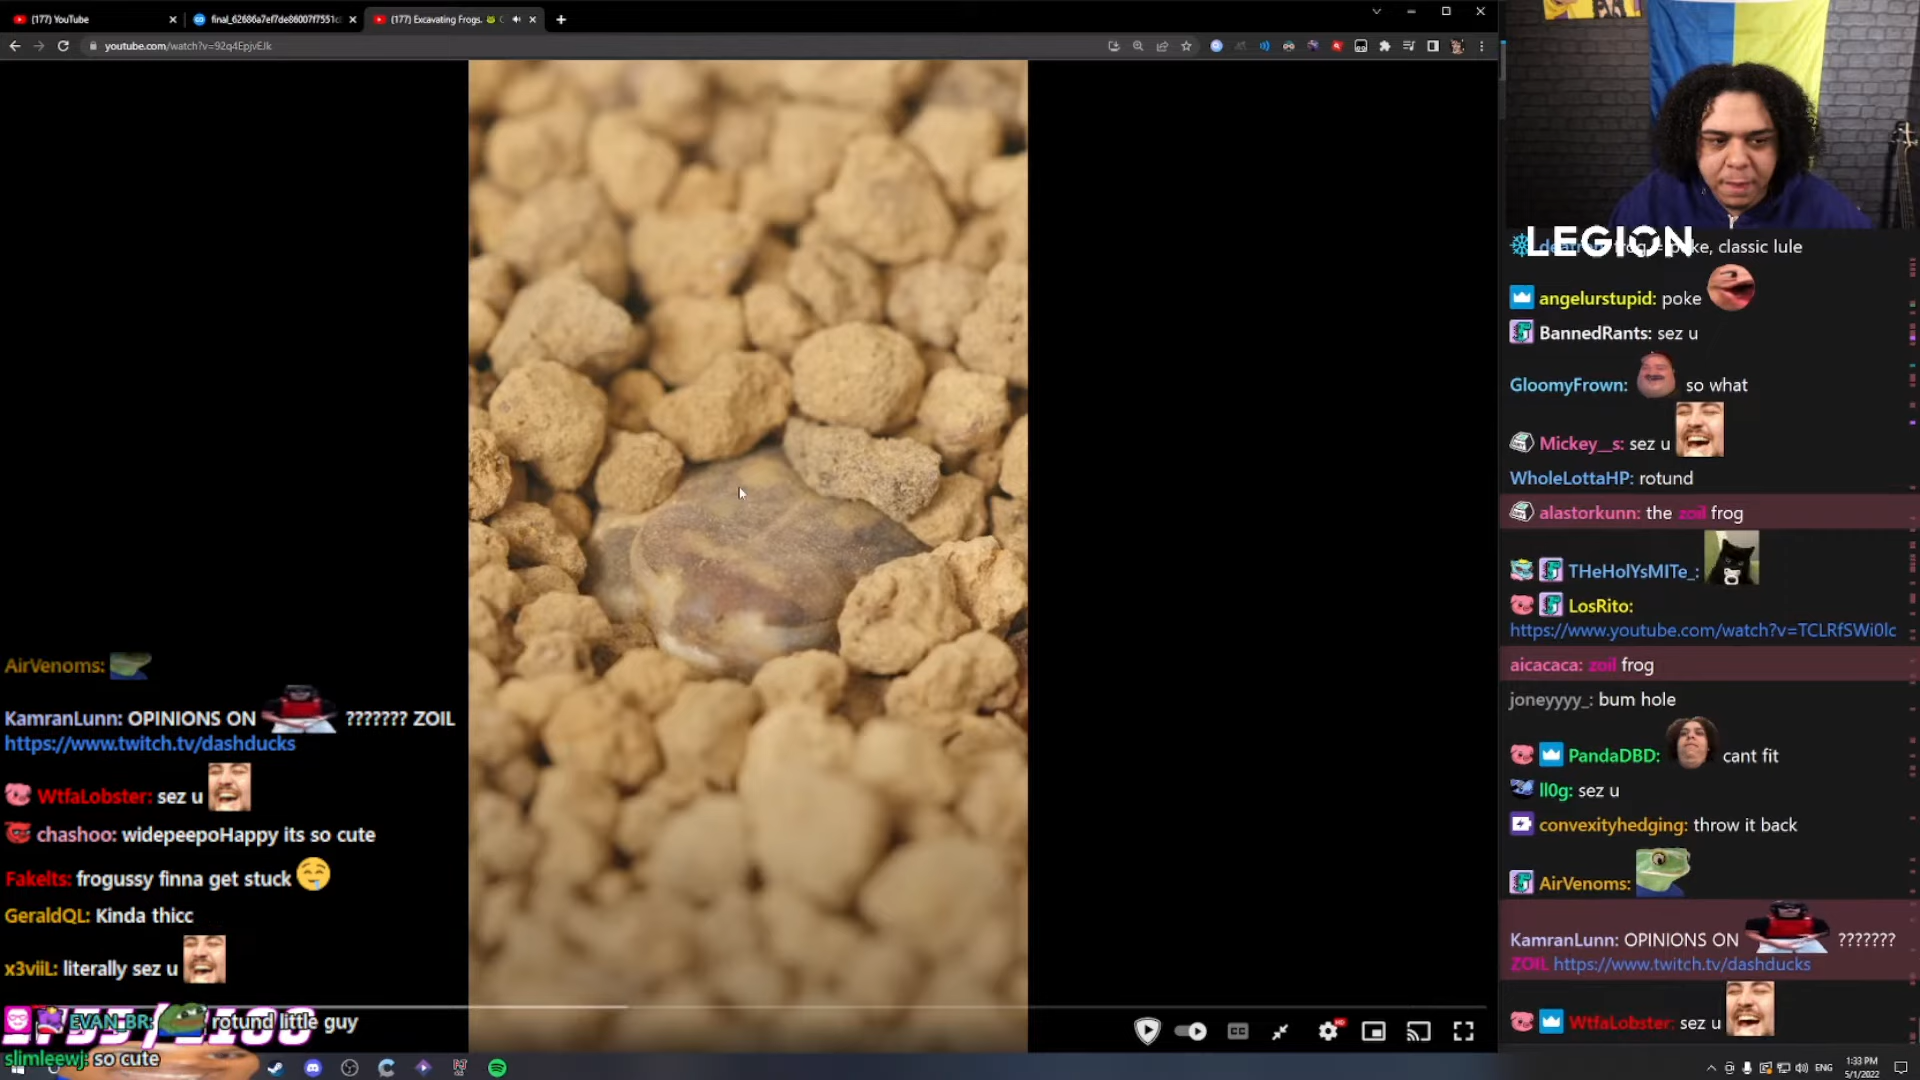 (177) YouTube
final_62686a7ef7de86007f7551c
(177) Excavating Frogs.
youtube.com/watch?v=92q4EpjvEJk
LEGION
ke, classic lule
angelurstupid: poke
BannedRants: sez u
GloomyFrown: so what
Mickey__s: sez u
WholeLottaHP: rotund
alastorkunn: the zoil frog
THeHolYsMITe_:
LosRito:
https://www.youtube.com/watch?v=TCLRfSWi0lc
aicacaca: zoil frog
joneyyyy_: bum hole
PandaDBD: cant fit
ll0g: sez u
convexityhedging: throw it back
AirVenoms:
KamranLunn: OPINIONS ON ???????
ZOIL https://www.twitch.tv/dashducks
WtfaLobster: sez u
AirVenoms:
KamranLunn: OPINIONS ON ??????? ZOIL
https://www.twitch.tv/dashducks
WtfaLobster: sez u
chashoo: widepeepoHappy its so cute
FakeIts: frogussy finna get stuck
GeraldQL: Kinda thicc
x3viiL: literally sez u
EVAN_BR: rotund little guy
slimleewj: so cute
CC
HD
ENG
1:33 PM
5/1/2022